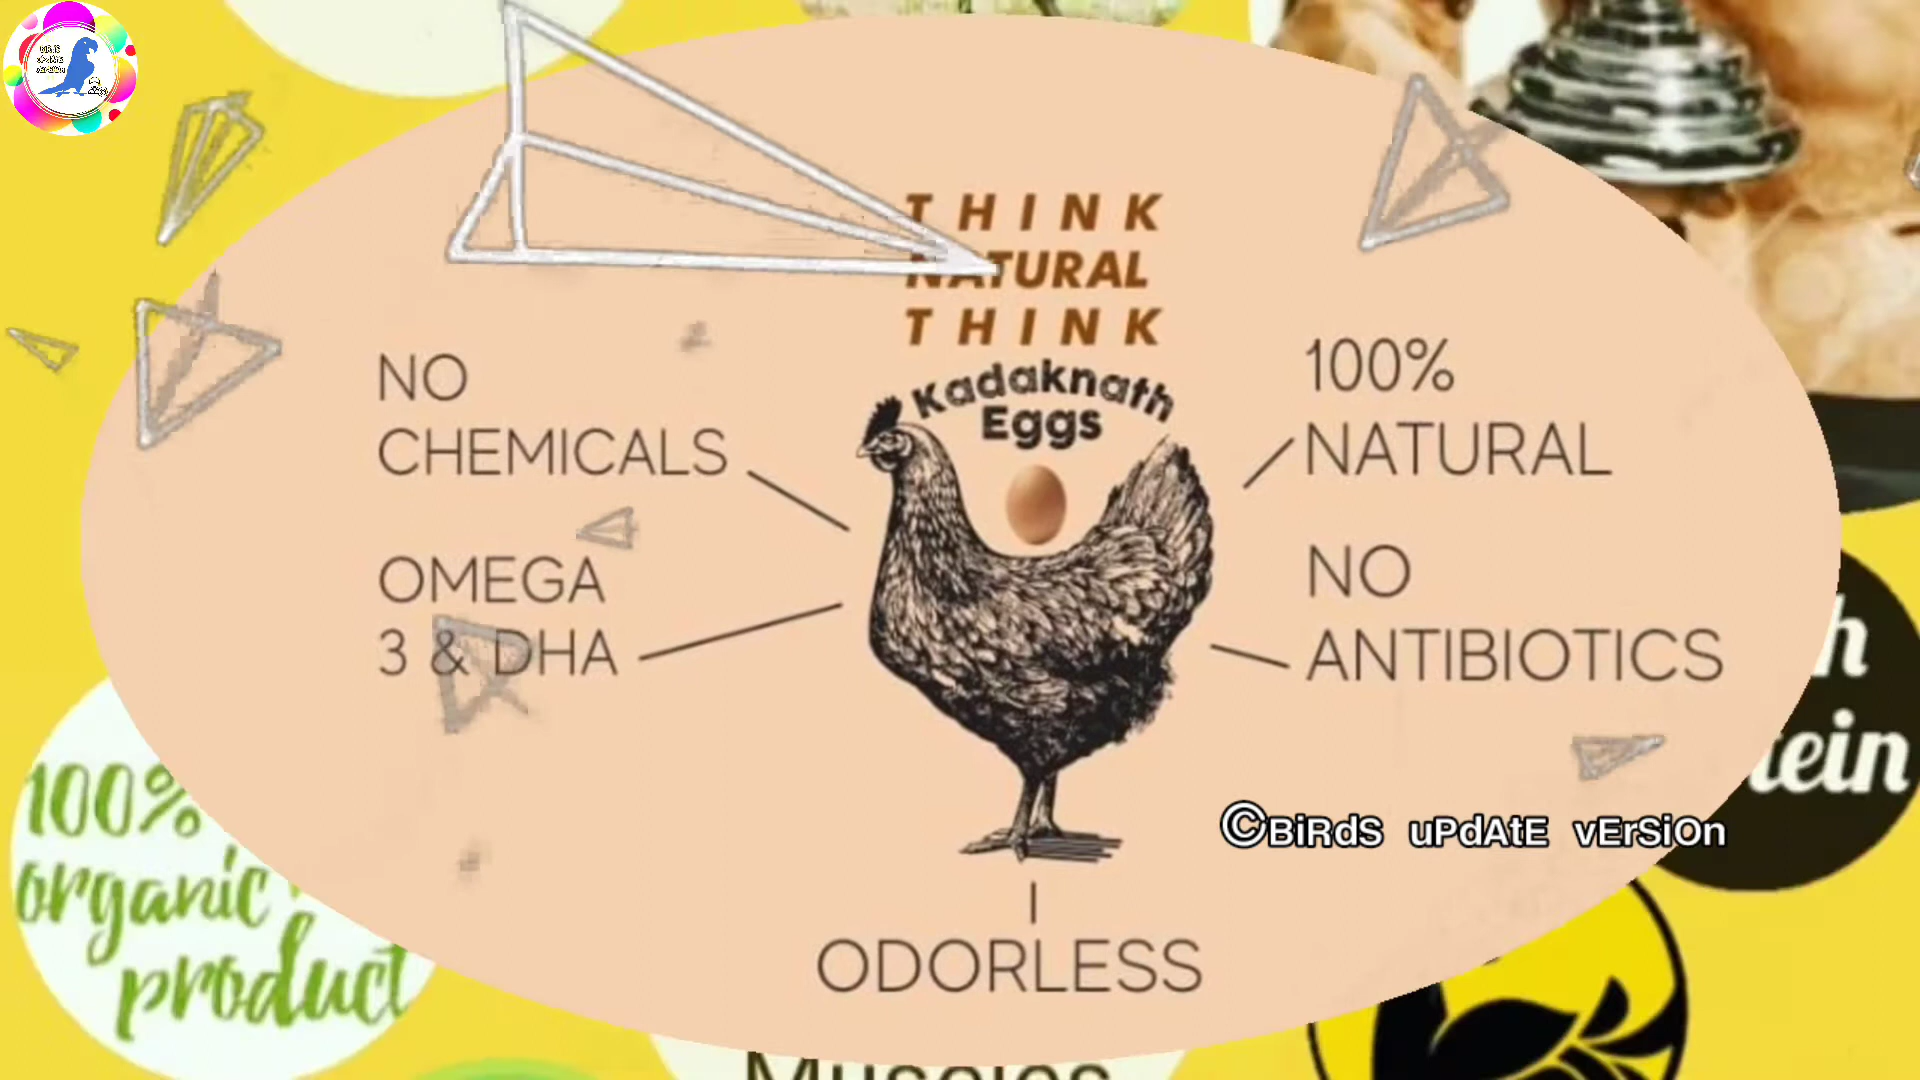 THINK
NATURAL
THINK
Kadaknath
Eggs
NO
CHEMICALS
OMEGA
3 & DHA
100%
NATURAL
NO
ANTIBIOTICS
ODORLESS
©BiRdS uPdAtE vErSiOn
100%
organic
product
Muscles